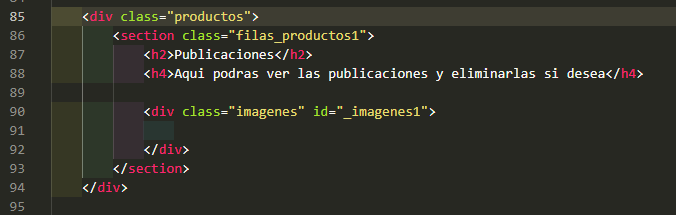 85 <div class="productos">
86 <section class="filas_productos1">
87 <h2>Publicaciones</h2>
88 <h4>Aqui podras ver las publicaciones y eliminarlas si desea</h4>
89
90 <div class="imagenes" id="_imagenes1">
91
92 </div>
93 </section>
94 </div>
95